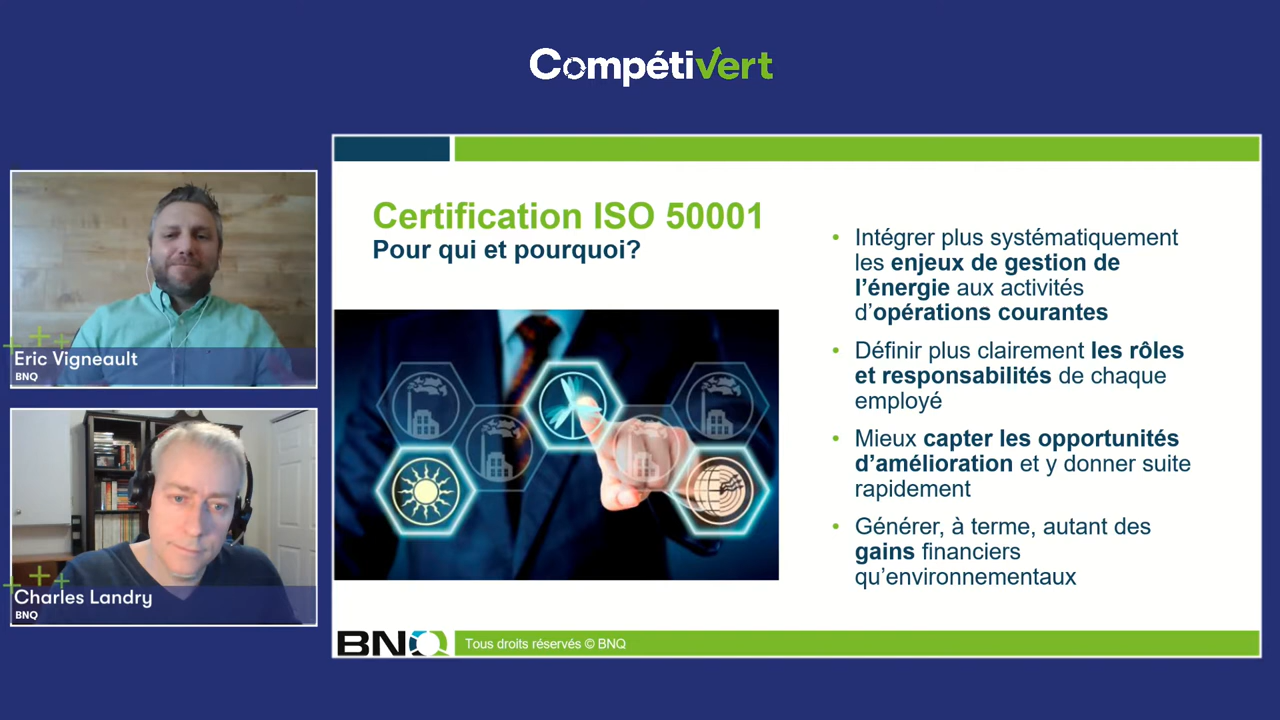 CompétiVert
Eric Vigneault
BNQ
Charles Landry
BNQ
Certification ISO 50001
Pour qui et pourquoi?
• Intégrer plus systématiquement
les enjeux de gestion de
l’énergie aux activités
d’opérations courantes
• Définir plus clairement les rôles
et responsabilités de chaque
employé
• Mieux capter les opportunités
d’amélioration et y donner suite
rapidement
• Générer, à terme, autant des
gains financiers
qu’environnementaux
BNQ
Tous droits réservés © BNQ